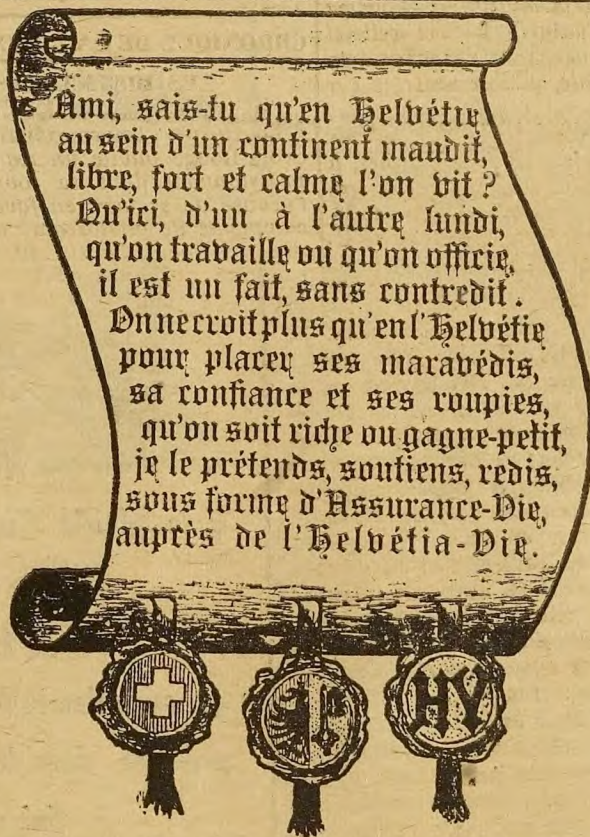 Ami, sais-tu qu'en Helvétie
au sein d'un continent maudit,
libre, fort et calme l'on vit ?
Qu'ici, d'un à l'autre lundi,
qu'on travaille ou qu'on officie,
il est un fait, sans contredit.
On ne croit plus qu'en l'Helvétie
pour placer ses maravédis,
sa confiance et ses roupies,
qu'on soit riche ou gagne-petit,
je le prétends, soutiens, redis,
sous forme d'Assurance-Vie,
auprès de l'Helvétia-Vie.
HV